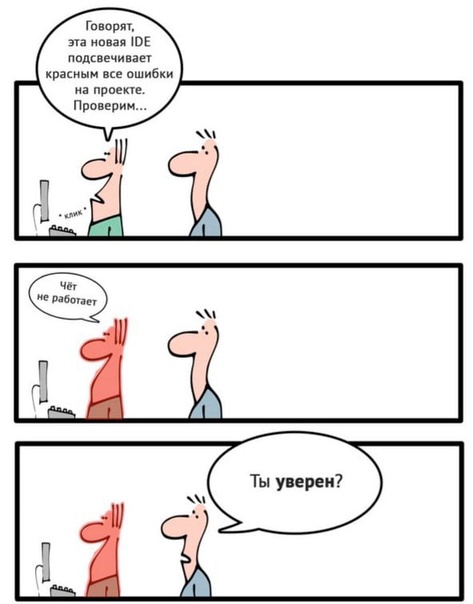 Говорят,
эта новая IDE
подсвечивает
красным все ошибки
на проекте.
Проверим...
*клик*
Чёт
не работает
Ты уверен?